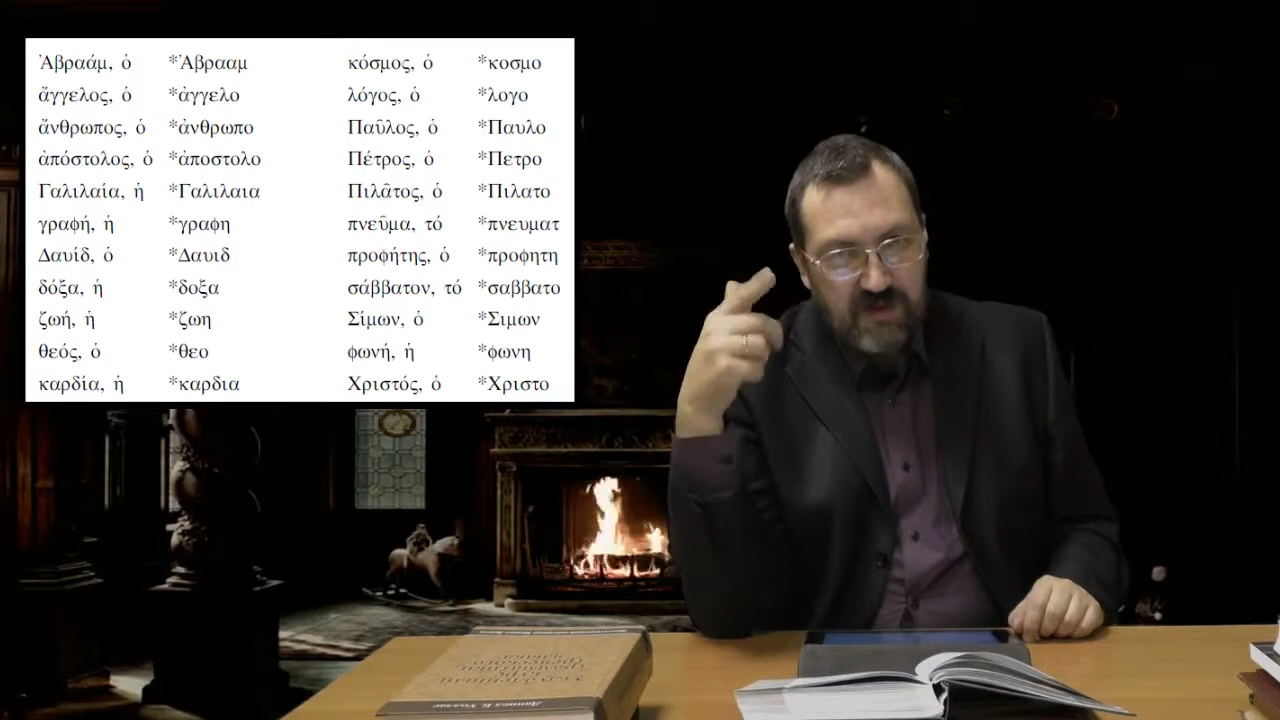 Ἀβραάμ, ὁ *Ἀβρααμ κόσμος, ὁ *κοσμο
ἄγγελος, ὁ *ἀγγελο λόγος, ὁ *λογο
ἄνθρωπος, ὁ *ἀνθρωπο Παῦλος, ὁ *Παυλο
ἀπόστολος, ὁ *ἀποστολο Πέτρος, ὁ *Πετρο
Γαλιλαία, ἡ *Γαλιλαια Πιλᾶτος, ὁ *Πιλατο
γραφή, ἡ *γραφη πνεῦμα, τό *πνευματ
Δαυίδ, ὁ *Δαυιδ προφήτης, ὁ *προφητη
δόξα, ἡ *δοξα σάββατον, τό *σαββατο
ζωή, ἡ *ζωη Σίμων, ὁ *Σιμων
θεός, ὁ *θεο φωνή, ἡ *φωνη
καρδία, ἡ *καρδια Χριστός, ὁ *Χριστο